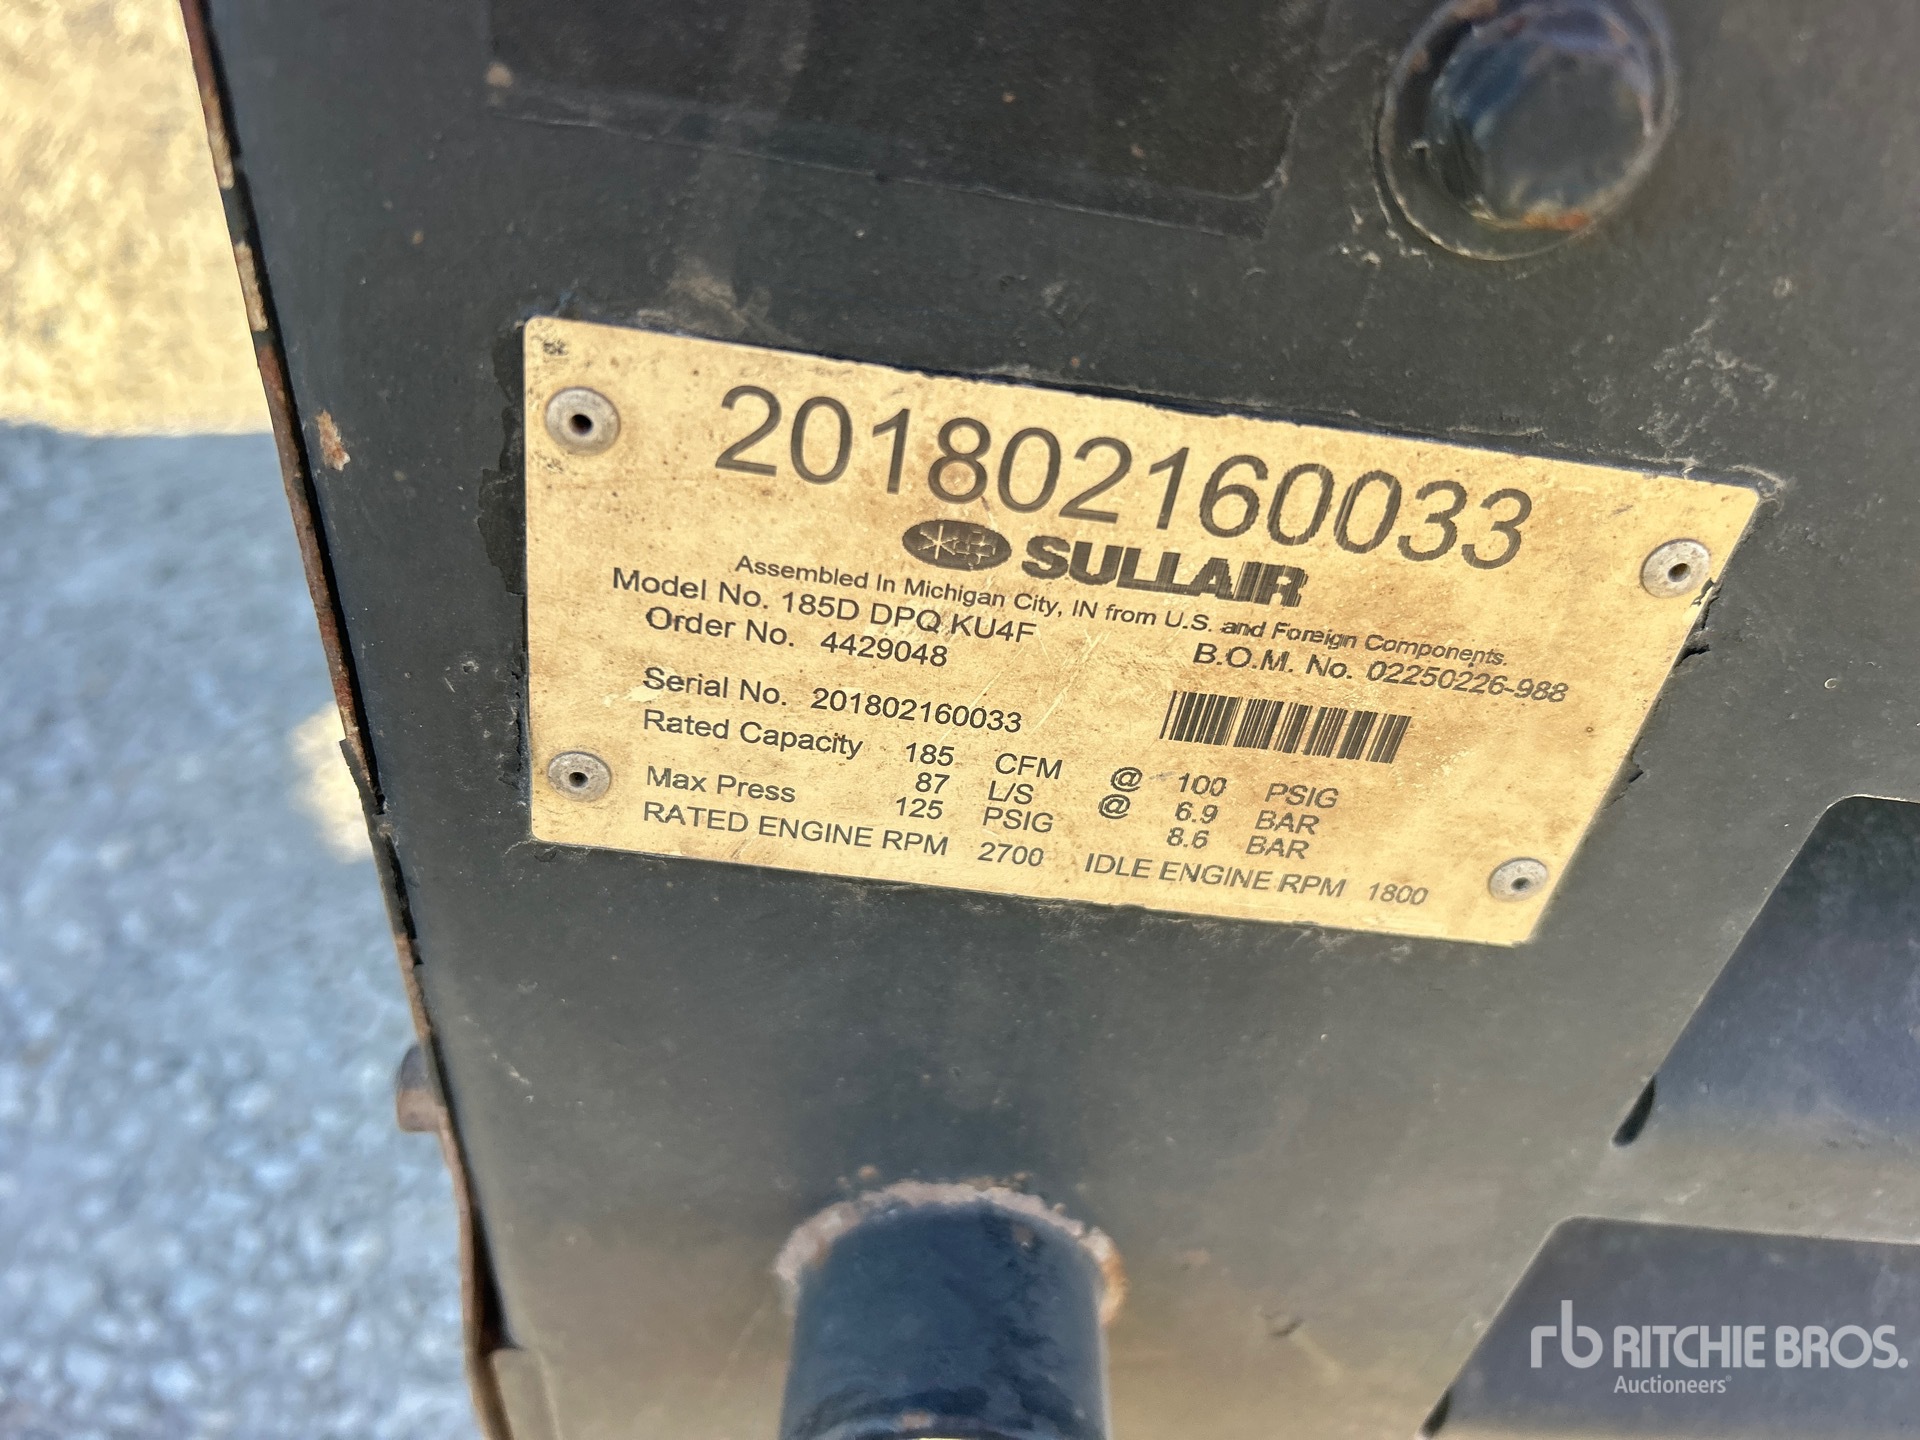 201802160033
SULLAIR
Assembled In Michigan City, IN from U.S. and Foreign Components.
Model No. 185D DPQ KU4F
Order No. 4429048
B.O.M. No. 02250226-988
Serial No. 201802160033
Rated Capacity 185 CFM @ 100 PSIG
87 L/S @ 6.9 BAR
Max Press 125 PSIG 8.6 BAR
RATED ENGINE RPM 2700 IDLE ENGINE RPM 1800
rb RITCHIE BROS.
Auctioneers